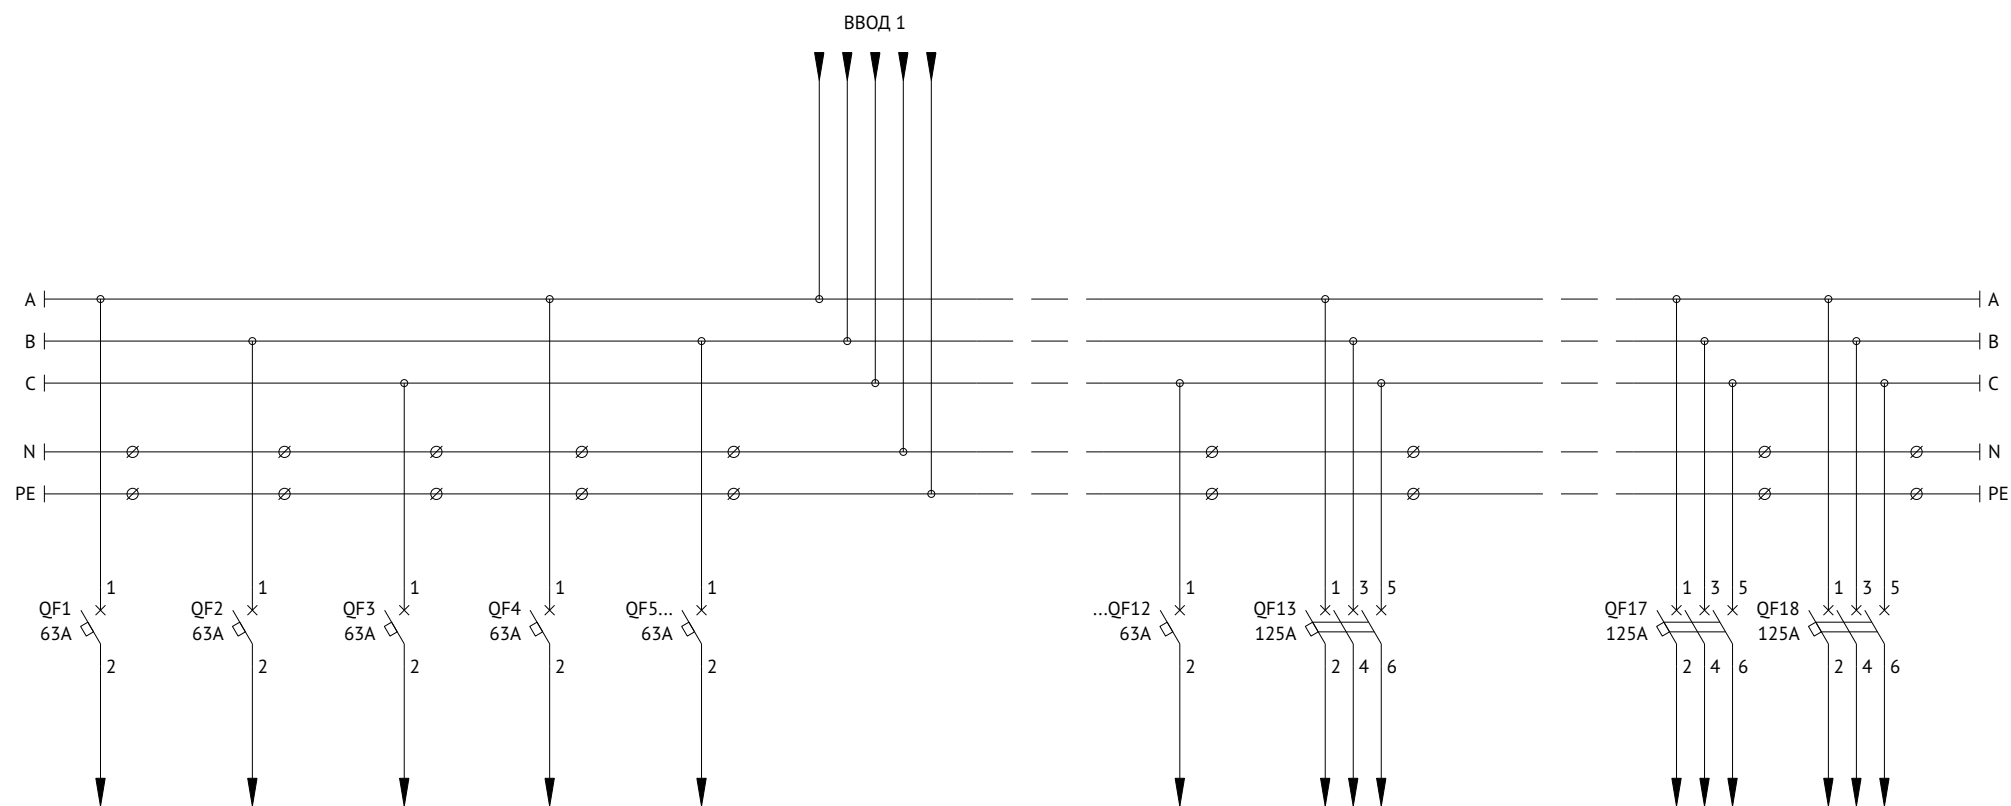 ВВОД 1
A A
B B
C C
N N
PE PE
1 1 1 1 1 1 1 3 5 1 3 5 1 3 5
QF1 QF2 QF3 QF4 QF5... ...QF12 QF13 QF17 QF18
63A 63A 63A 63A 63A 63A 125A 125A 125A
2 2 2 2 2 2 2 4 6 2 4 6 2 4 6